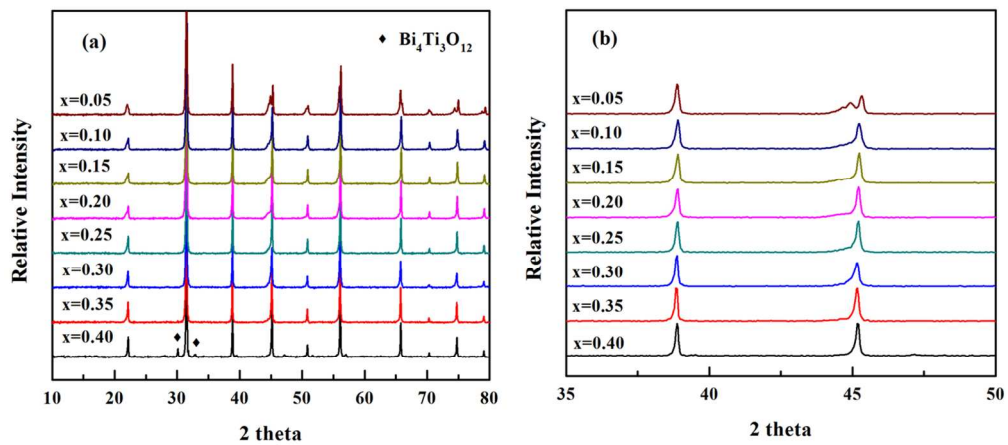 (a)
♦ Bi₄Ti₃O₁₂
x=0.05
x=0.10
x=0.15
x=0.20
x=0.25
x=0.30
x=0.35
x=0.40
Relative Intensity
10 20 30 40 50 60 70 80
2 theta
(b)
x=0.05
x=0.10
x=0.15
x=0.20
x=0.25
x=0.30
x=0.35
x=0.40
Relative Intensity
35 40 45 50
2 theta